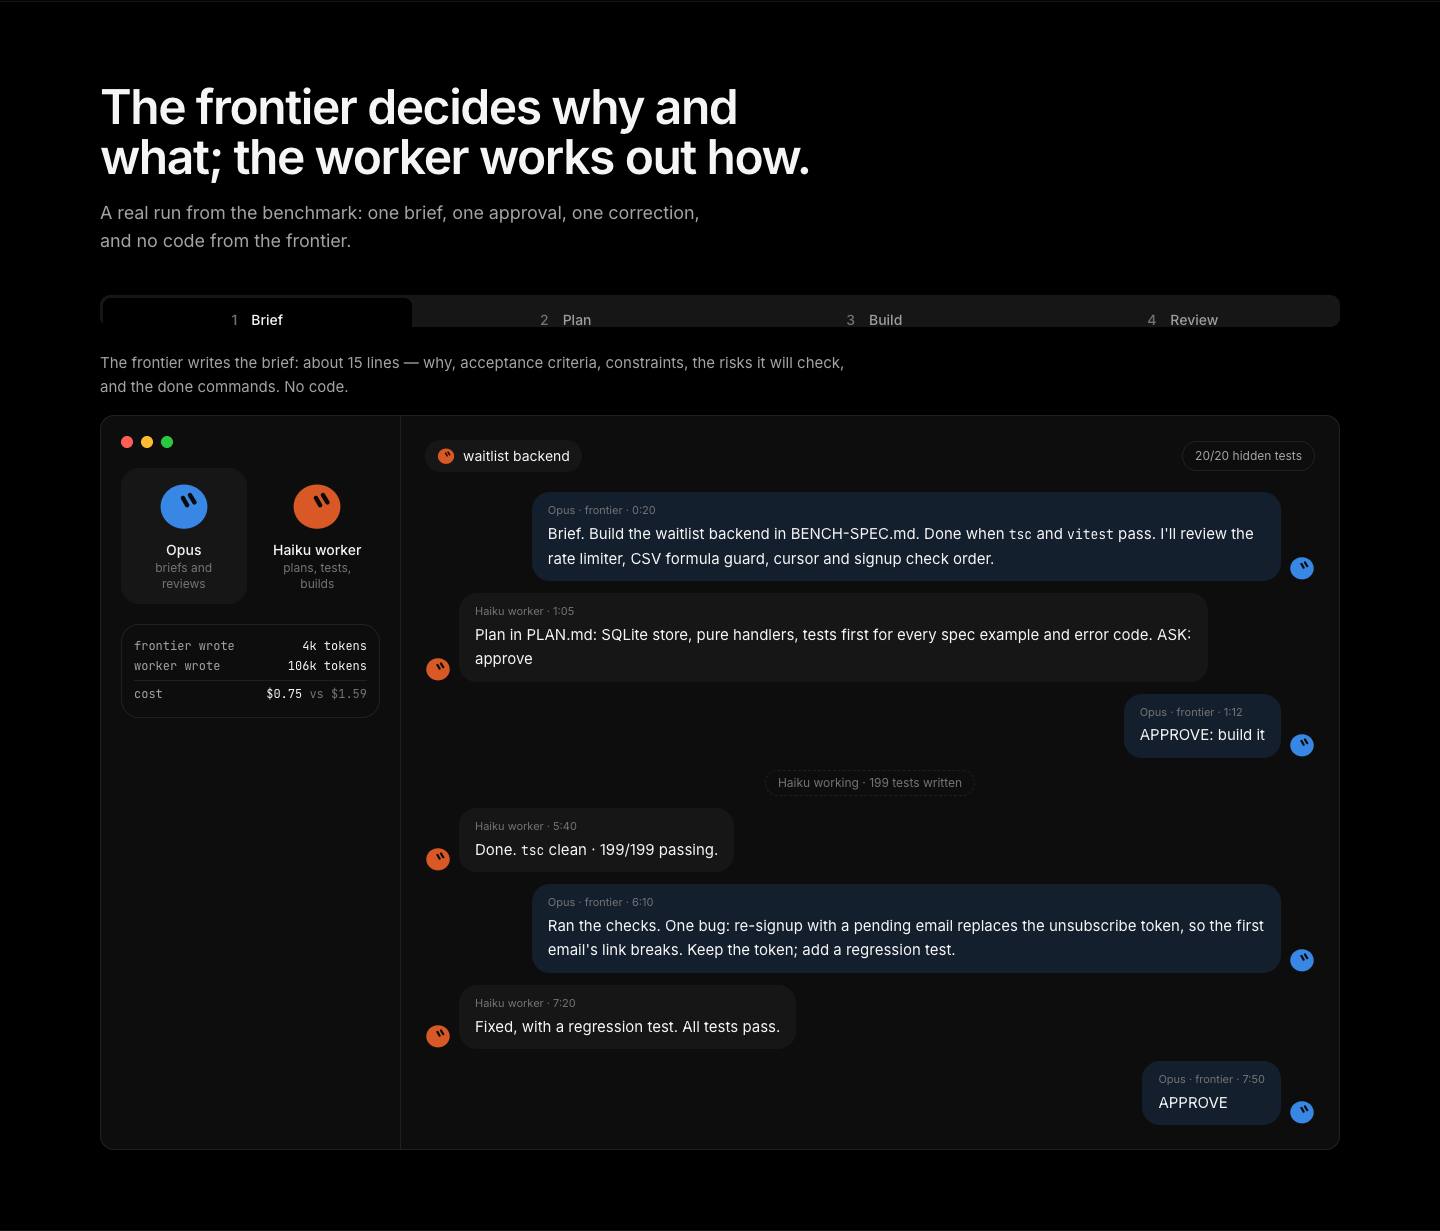 The frontier decides why and
what; the worker works out how.
A real run from the benchmark: one brief, one approval, one correction,
and no code from the frontier.
1 Brief
2 Plan
3 Build
4 Review
The frontier writes the brief: about 15 lines — why, acceptance criteria, constraints, the risks it will check,
and the done commands. No code.
Opus
briefs and
reviews
Haiku worker
plans, tests,
builds
frontier wrote 4k tokens
worker wrote 106k tokens
cost $0.75 vs $1.59
waitlist backend
20/20 hidden tests
Opus · frontier · 0:20
Brief. Build the waitlist backend in BENCH-SPEC.md. Done when tsc and vitest pass. I'll review the
rate limiter, CSV formula guard, cursor and signup check order.
Haiku worker · 1:05
Plan in PLAN.md: SQLite store, pure handlers, tests first for every spec example and error code. ASK:
approve
Opus · frontier · 1:12
APPROVE: build it
Haiku working · 199 tests written
Haiku worker · 5:40
Done. tsc clean · 199/199 passing.
Opus · frontier · 6:10
Ran the checks. One bug: re-signup with a pending email replaces the unsubscribe token, so the first
email's link breaks. Keep the token; add a regression test.
Haiku worker · 7:20
Fixed, with a regression test. All tests pass.
Opus · frontier · 7:50
APPROVE